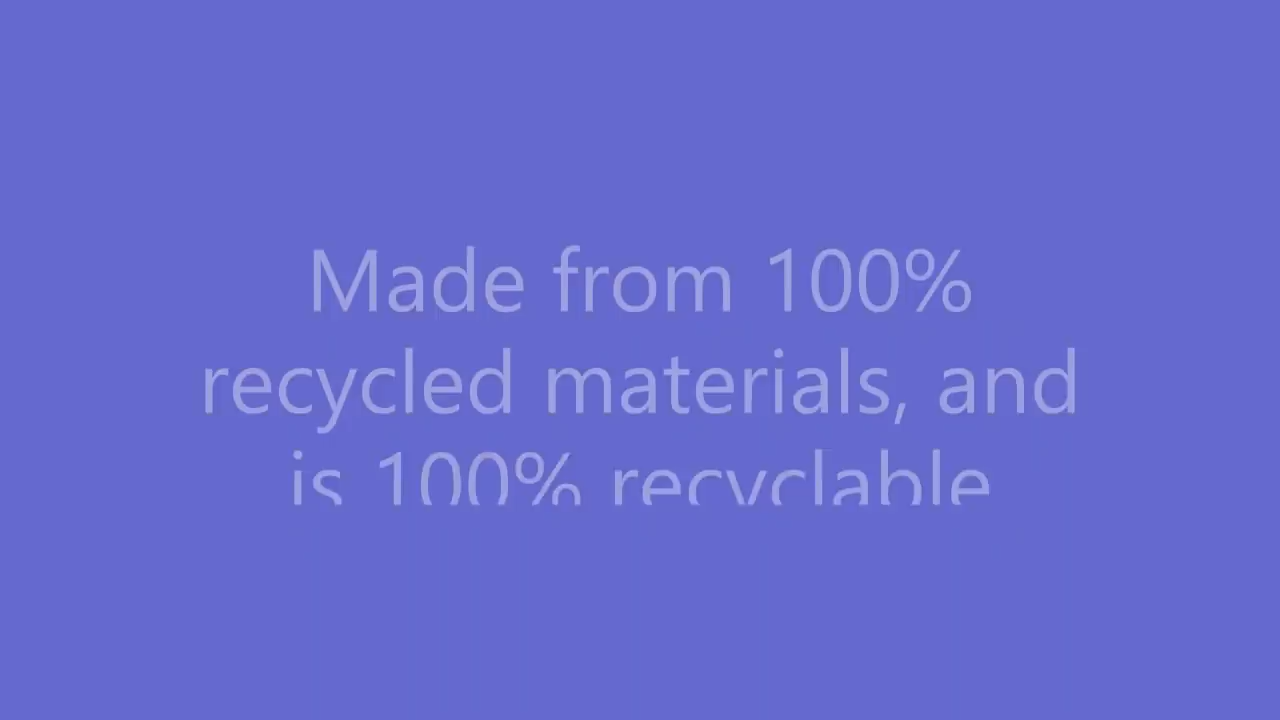 Made from 100%
recycled materials, and
is 100% recyclable